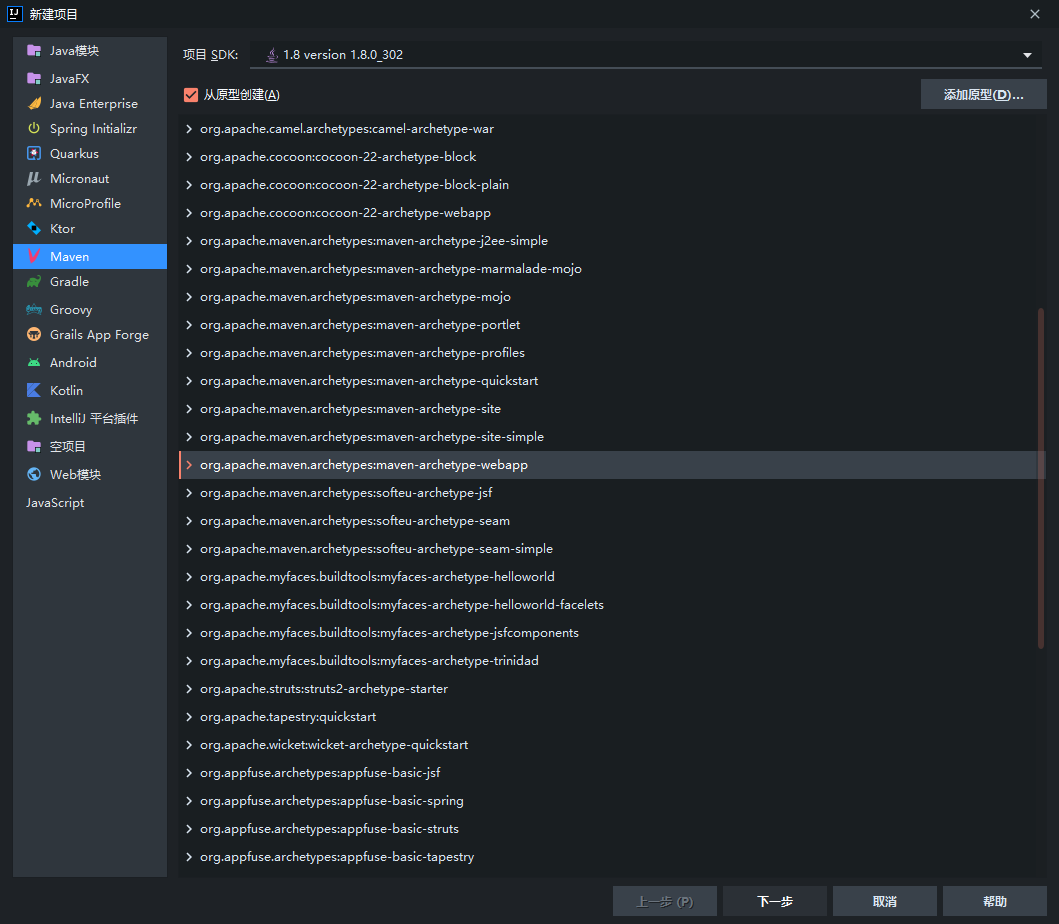 新建项目
Java模块
JavaFX
Java Enterprise
Spring Initializr
Quarkus
Micronaut
MicroProfile
Ktor
Maven
Gradle
Groovy
Grails App Forge
Android
Kotlin
IntelliJ 平台插件
空项目
Web模块
JavaScript
项目 SDK: 1.8 version 1.8.0_302
从原型创建(A) 添加原型(D)...
org.apache.camel.archetypes:camel-archetype-war
org.apache.cocoon:cocoon-22-archetype-block
org.apache.cocoon:cocoon-22-archetype-block-plain
org.apache.cocoon:cocoon-22-archetype-webapp
org.apache.maven.archetypes:maven-archetype-j2ee-simple
org.apache.maven.archetypes:maven-archetype-marmalade-mojo
org.apache.maven.archetypes:maven-archetype-mojo
org.apache.maven.archetypes:maven-archetype-portlet
org.apache.maven.archetypes:maven-archetype-profiles
org.apache.maven.archetypes:maven-archetype-quickstart
org.apache.maven.archetypes:maven-archetype-site
org.apache.maven.archetypes:maven-archetype-site-simple
org.apache.maven.archetypes:maven-archetype-webapp
org.apache.maven.archetypes:softeu-archetype-jsf
org.apache.maven.archetypes:softeu-archetype-seam
org.apache.maven.archetypes:softeu-archetype-seam-simple
org.apache.myfaces.buildtools:myfaces-archetype-helloworld
org.apache.myfaces.buildtools:myfaces-archetype-helloworld-facelets
org.apache.myfaces.buildtools:myfaces-archetype-jsfcomponents
org.apache.myfaces.buildtools:myfaces-archetype-trinidad
org.apache.struts:struts2-archetype-starter
org.apache.tapestry:quickstart
org.apache.wicket:wicket-archetype-quickstart
org.appfuse.archetypes:appfuse-basic-jsf
org.appfuse.archetypes:appfuse-basic-spring
org.appfuse.archetypes:appfuse-basic-struts
org.appfuse.archetypes:appfuse-basic-tapestry
上一步 (P) 下一步 取消 帮助